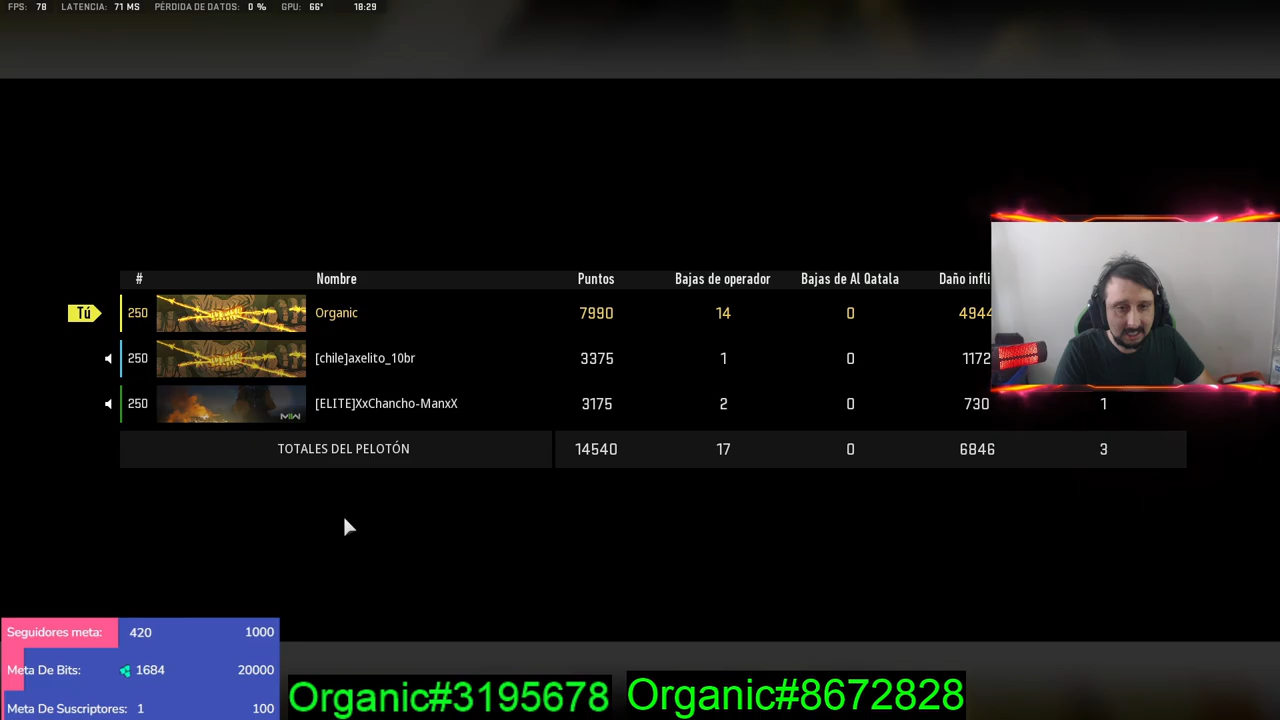 FPS: 78 LATENCIA: 71 MS PÉRDIDA DE DATOS: 0 % GPU: 66° 18:29
# Nombre Puntos Bajas de operador Bajas de Al Qatala Daño infli
Tú 250 Organic 7990 14 0 4944
250 [chile]axelito_10br 3375 1 0 1172
250 [ELITE]XxChancho-ManxX 3175 2 0 730 1
TOTALES DEL PELOTÓN 14540 17 0 6846 3
Seguidores meta: 420 1000
Meta De Bits: 1684 20000
Meta De Suscriptores: 1 100
Organic#3195678 Organic#8672828